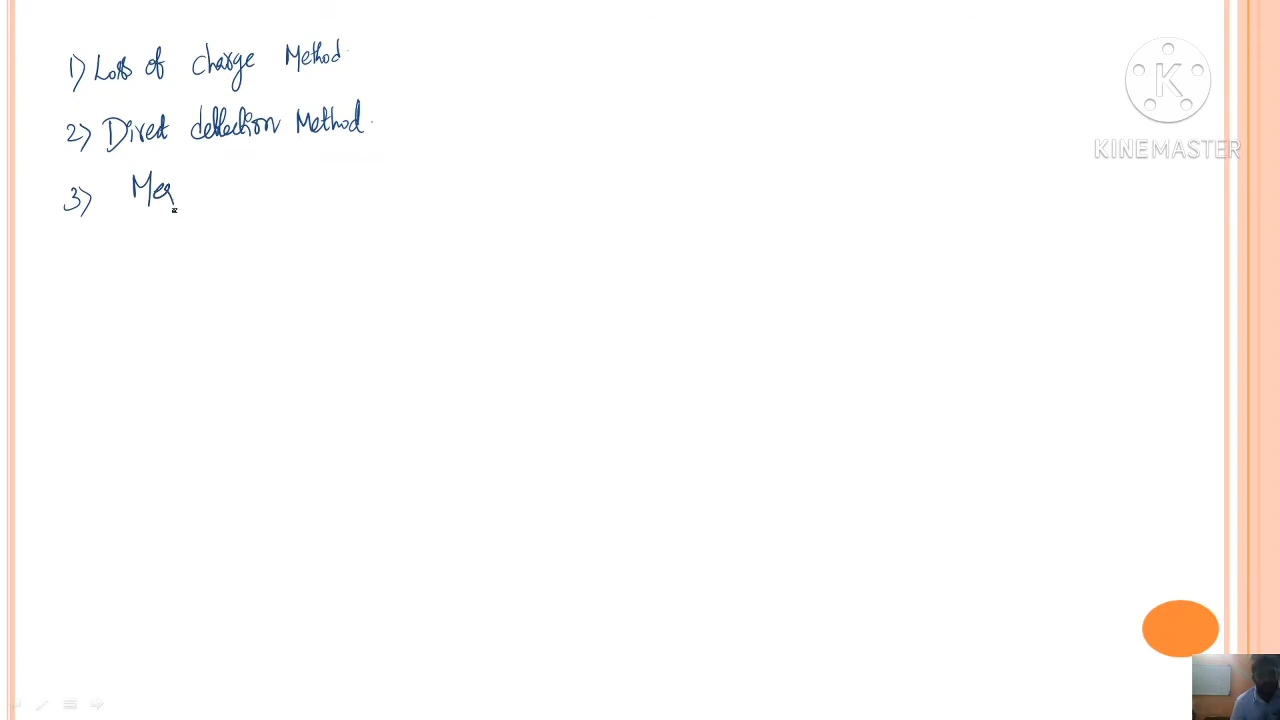 1) Loss of charge Method.
2) Direct deflection Method.
3) Meg
K
KINEMASTER